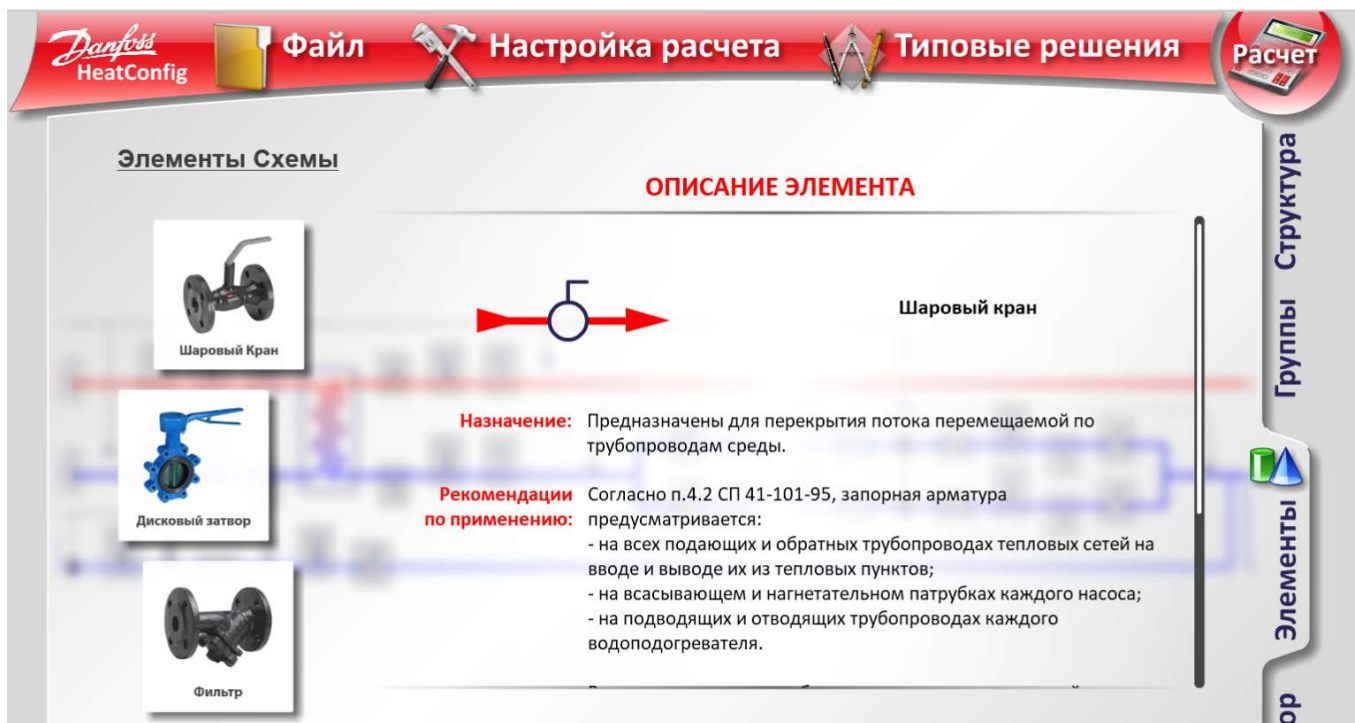 Danfoss
HeatConfig
Файл
Настройка расчета
Типовые решения
Расчет
Элементы Схемы
ОПИСАНИЕ ЭЛЕМЕНТА
Шаровый Кран
Шаровый кран
Дисковый затвор
Фильтр
Назначение: Предназначены для перекрытия потока перемещаемой по
трубопроводам среды.
Рекомендации Согласно п.4.2 СП 41-101-95, запорная арматура
по применению: предусматривается:
- на всех подающих и обратных трубопроводах тепловых сетей на
вводе и выводе их из тепловых пунктов;
- на всасывающем и нагнетательном патрубках каждого насоса;
- на подводящих и отводящих трубопроводах каждого
водоподогревателя.
Структура
Группы
Элементы